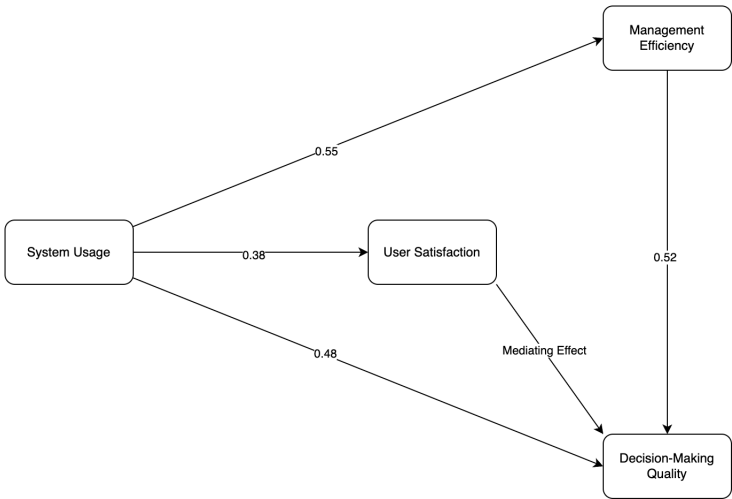 Management
Efficiency
0.55
System Usage
0.38
User Satisfaction
0.52
Mediating Effect
0.48
Decision-Making
Quality